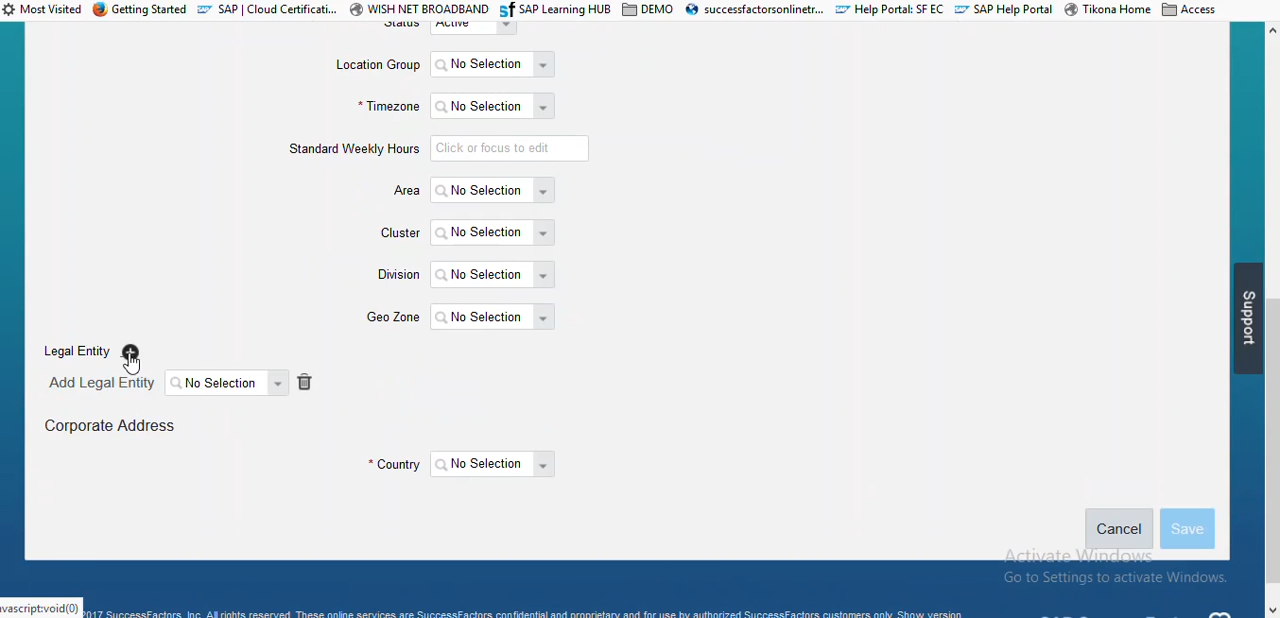 Most Visited Getting Started SAP | Cloud Certificati... WISH NET BROADBAND SAP Learning HUB DEMO successfactorsonlinetr... Help Portal: SF EC SAP Help Portal Tikona Home Access
Status Active
Location Group No Selection
* Timezone No Selection
Standard Weekly Hours Click or focus to edit
Area No Selection
Cluster No Selection
Division No Selection
Geo Zone No Selection
Support
Legal Entity
Add Legal Entity No Selection
Corporate Address
* Country No Selection
Cancel Save
Activate Windows
Go to Settings to activate Windows.
avascript:void(0) 2017 SuccessFactors, Inc. All rights reserved. These online services are SuccessFactors confidential and proprietary and for use by authorized SuccessFactors customers only. Show version